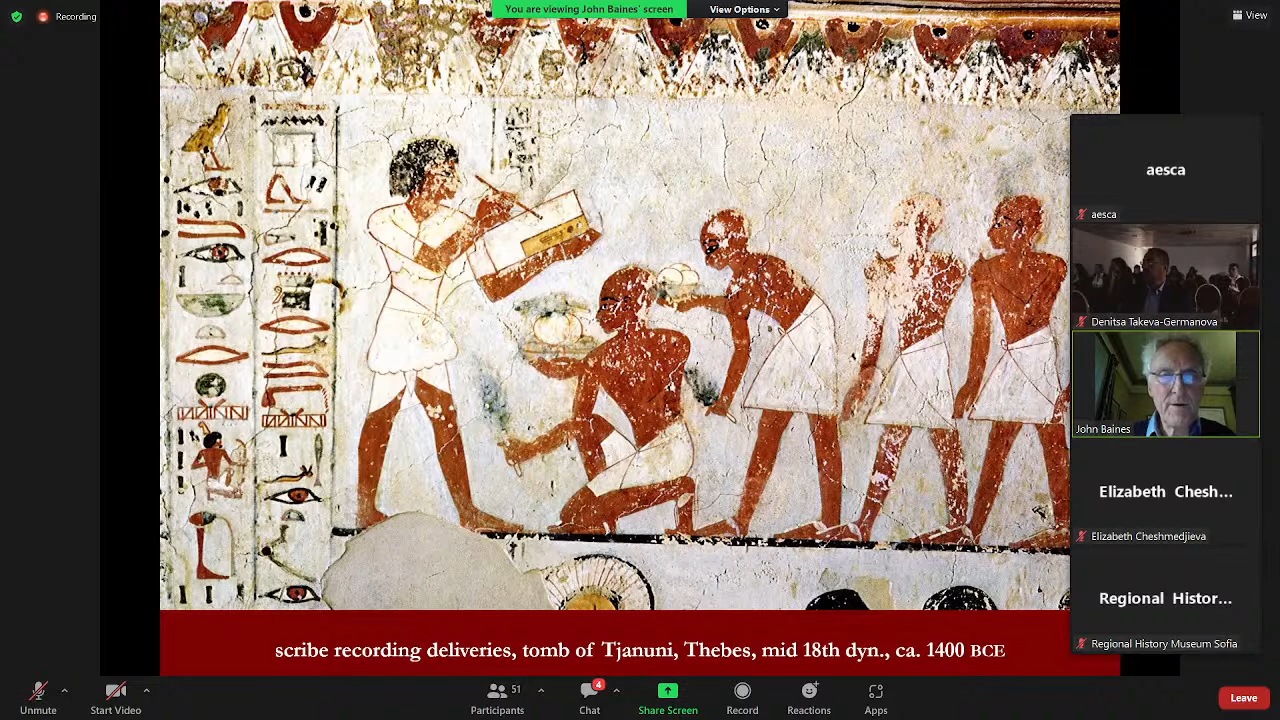 Recording
You are viewing John Baines' screen
View Options
View
aesca
aesca
Denitsa Takeva-Germanova
John Baines
Elizabeth Chesh...
Elizabeth Cheshmedjieva
Regional Histor...
Regional History Museum Sofia
scribe recording deliveries, tomb of Tjanuni, Thebes, mid 18th dyn., ca. 1400 BCE
Unmute
Start Video
51
Participants
4
Chat
Share Screen
Record
Reactions
Apps
Leave